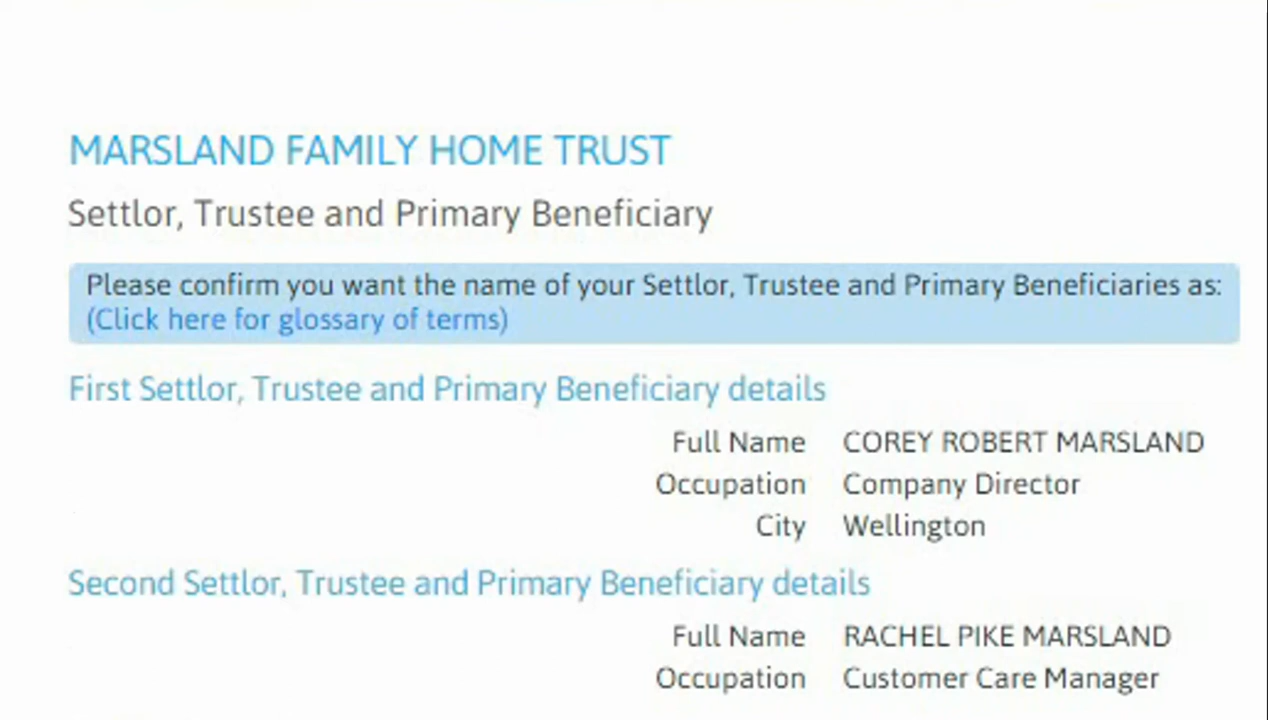 MARSLAND FAMILY HOME TRUST
Settlor, Trustee and Primary Beneficiary
Please confirm you want the name of your Settlor, Trustee and Primary Beneficiaries as:
(Click here for glossary of terms)
First Settlor, Trustee and Primary Beneficiary details
Full Name COREY ROBERT MARSLAND
Occupation Company Director
City Wellington
Second Settlor, Trustee and Primary Beneficiary details
Full Name RACHEL PIKE MARSLAND
Occupation Customer Care Manager